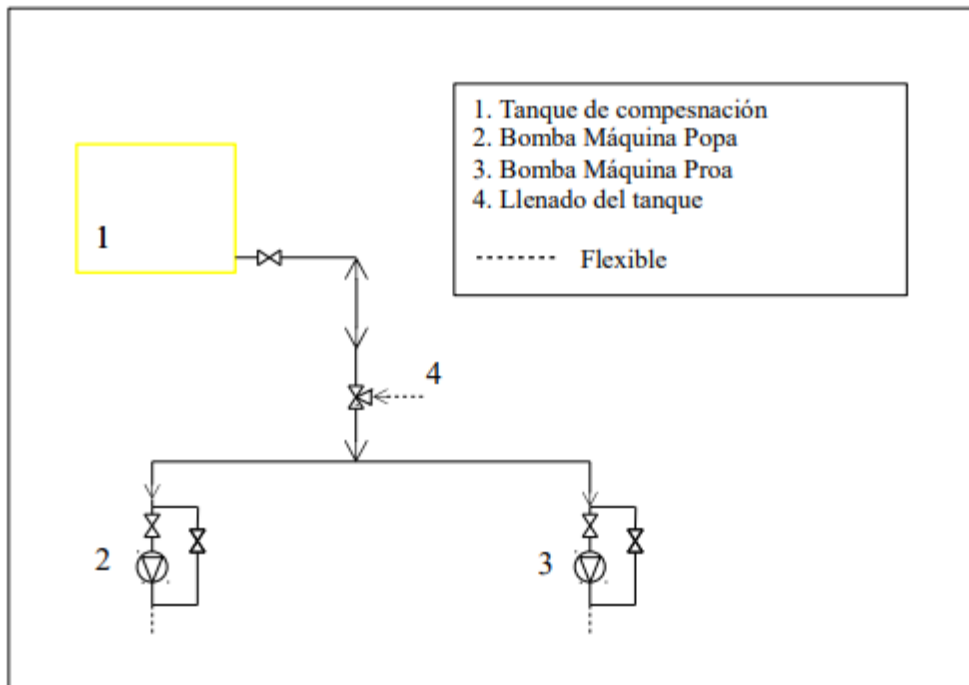 1. Tanque de compesnación
2. Bomba Máquina Popa
3. Bomba Máquina Proa
4. Llenado del tanque
Flexible
1
4
2
3